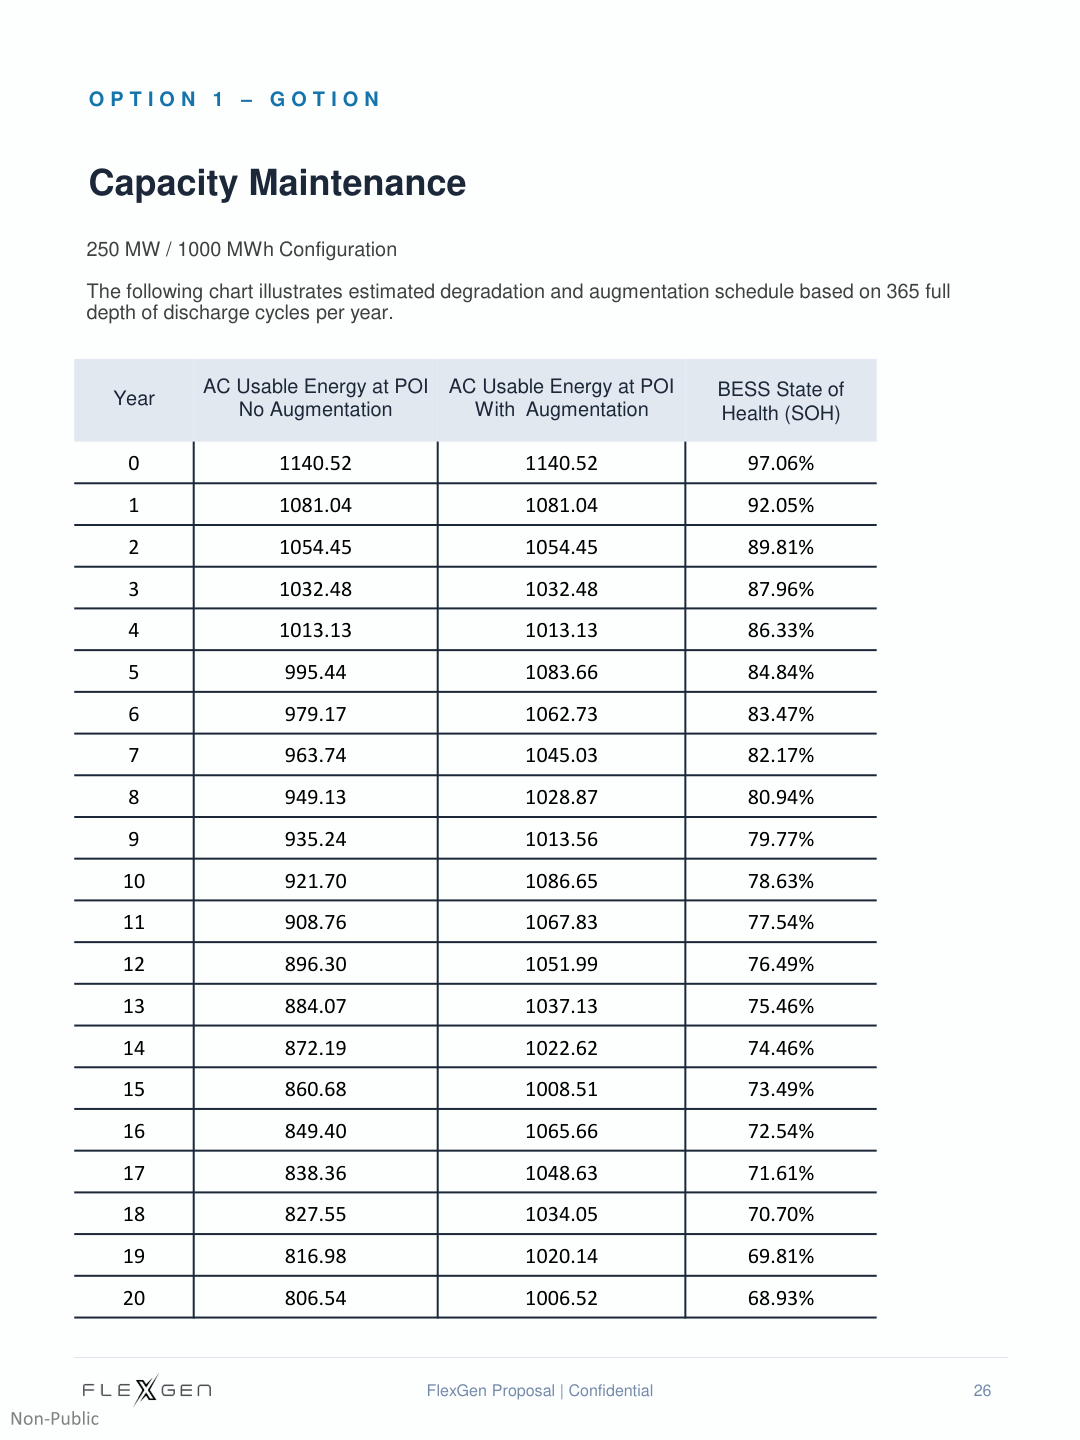 OPTION 1 – GOTION
Capacity Maintenance
250 MW / 1000 MWh Configuration
The following chart illustrates estimated degradation and augmentation schedule based on 365 full
depth of discharge cycles per year.
Year | AC Usable Energy at POI No Augmentation | AC Usable Energy at POI With Augmentation | BESS State of Health (SOH)
0 | 1140.52 | 1140.52 | 97.06%
1 | 1081.04 | 1081.04 | 92.05%
2 | 1054.45 | 1054.45 | 89.81%
3 | 1032.48 | 1032.48 | 87.96%
4 | 1013.13 | 1013.13 | 86.33%
5 | 995.44 | 1083.66 | 84.84%
6 | 979.17 | 1062.73 | 83.47%
7 | 963.74 | 1045.03 | 82.17%
8 | 949.13 | 1028.87 | 80.94%
9 | 935.24 | 1013.56 | 79.77%
10 | 921.70 | 1086.65 | 78.63%
11 | 908.76 | 1067.83 | 77.54%
12 | 896.30 | 1051.99 | 76.49%
13 | 884.07 | 1037.13 | 75.46%
14 | 872.19 | 1022.62 | 74.46%
15 | 860.68 | 1008.51 | 73.49%
16 | 849.40 | 1065.66 | 72.54%
17 | 838.36 | 1048.63 | 71.61%
18 | 827.55 | 1034.05 | 70.70%
19 | 816.98 | 1020.14 | 69.81%
20 | 806.54 | 1006.52 | 68.93%
FLEXGEN
FlexGen Proposal | Confidential
26
Non-Public